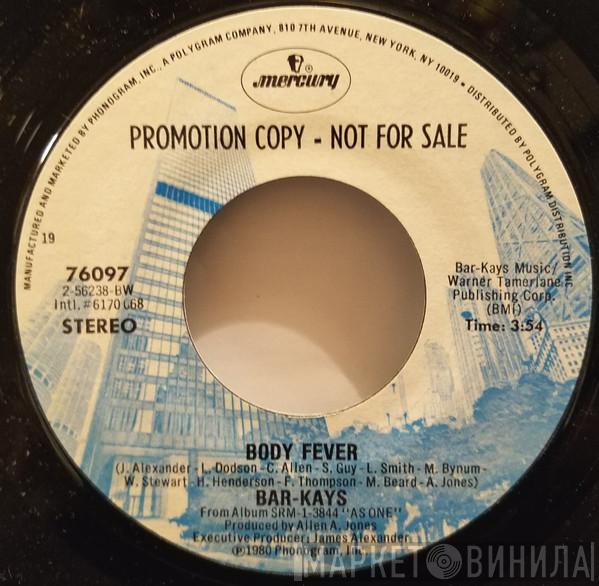 MANUFACTURED AND MARKETED BY PHONOGRAM, INC., A POLYGRAM COMPANY, 810 7TH AVENUE, NEW YORK, NY 10019 • DISTRIBUTED BY POLYGRAM DISTRIBUTION INC
mercury
PROMOTION COPY - NOT FOR SALE
19
76097
2-56238-BW
Intl. #6170 068
STEREO
Bar-Kays Music/
Warner Tamerlane
Publishing Corp.
(BMI)
Time: 3:54
BODY FEVER
(J. Alexander - L. Dodson - C. Allen - S. Guy - L. Smith - M. Bynum -
W. Stewart - H. Henderson - F. Thompson - M. Beard - A. Jones)
BAR-KAYS
From Album SRM-1-3844 "AS ONE"
Produced by Allen A. Jones
Executive Producer: James Alexander
℗1980 Phonogram, Inc.
МАРКЕТ ВИНИЛА